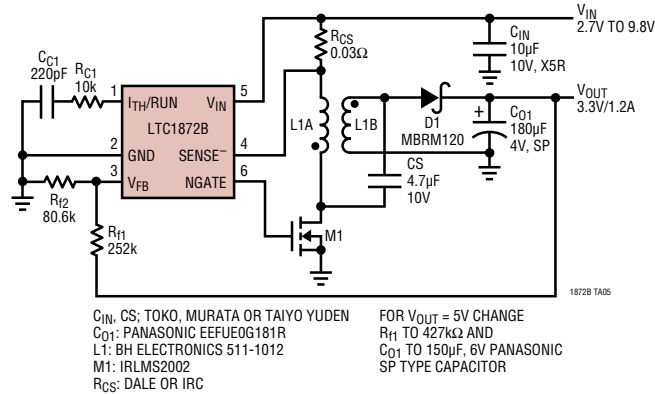 VIN
2.7V TO 9.8V
CIN
10µF
10V, X5R
RCS
0.03Ω
CC1
220pF
RC1
10k
1
ITH/RUN
VIN
5
LTC1872B
2
GND
SENSE–
4
3
VFB
NGATE
6
L1A
L1B
D1
MBRM120
VOUT
3.3V/1.2A
+
CO1
180µF
4V, SP
CS
4.7µF
10V
Rf2
80.6k
Rf1
252k
M1
1872B TA05
CIN, CS; TOKO, MURATA OR TAIYO YUDEN
CO1: PANASONIC EEFUE0G181R
L1: BH ELECTRONICS 511-1012
M1: IRLMS2002
RCS: DALE OR IRC
FOR VOUT = 5V CHANGE
Rf1 TO 427kΩ AND
CO1 TO 150µF, 6V PANASONIC
SP TYPE CAPACITOR